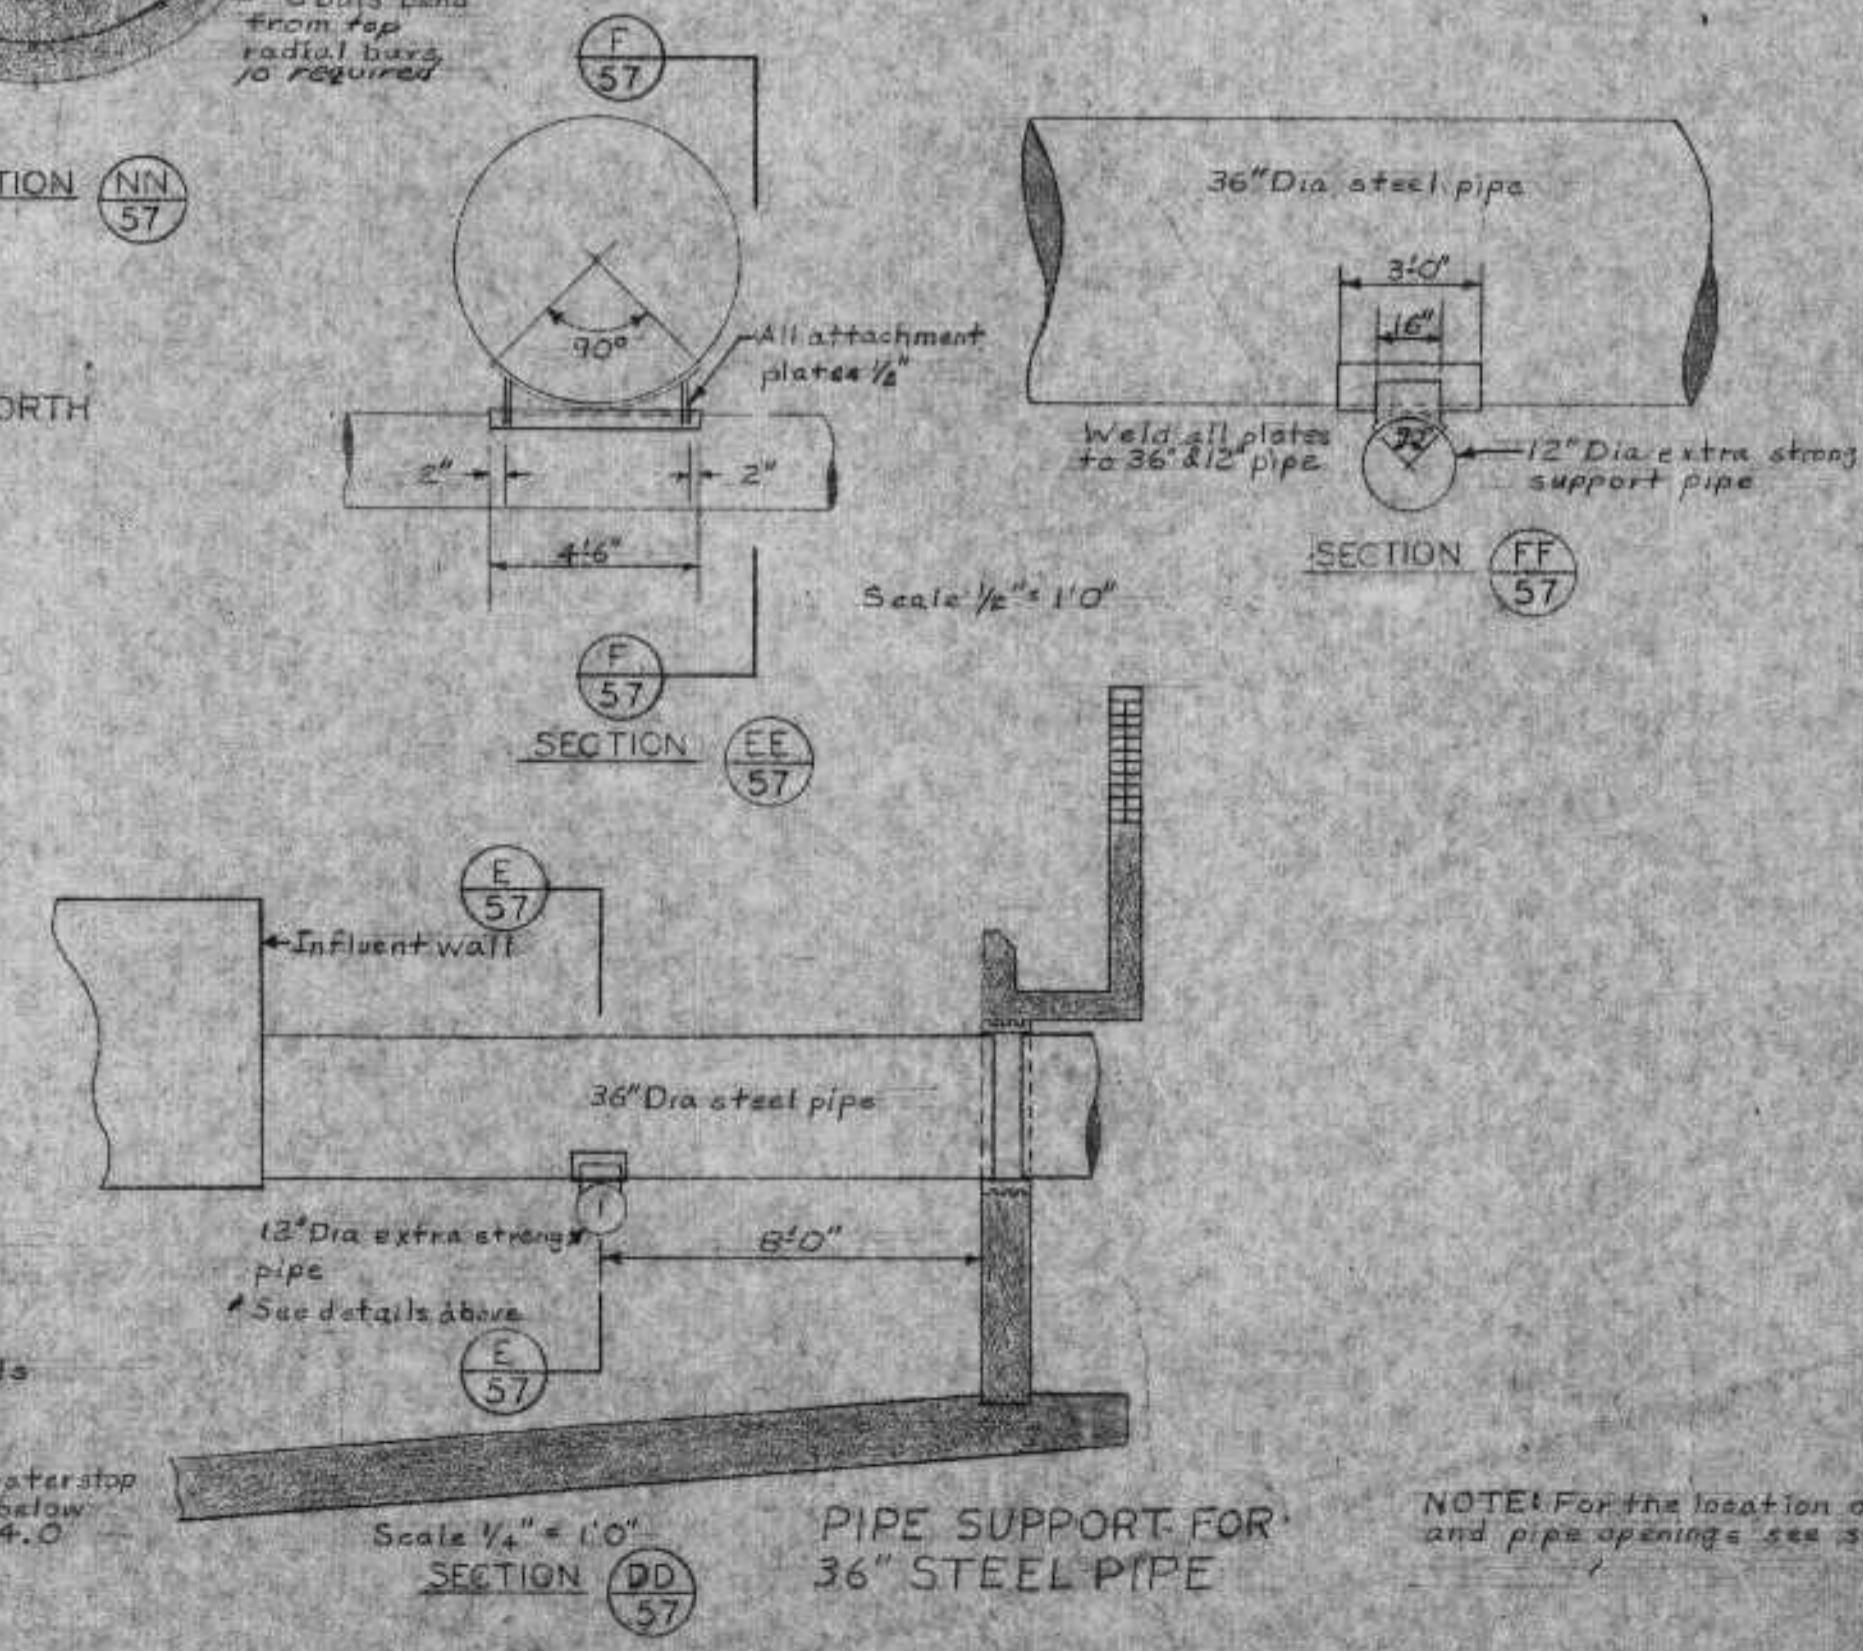 from top
radial bars,
10 required
F
57
TION NN
57
ORTH
90°
All attachment
plates 1/2"
2" 2"
4'-6"
Scale 1/2" = 1'0"
F
57
SECTION EE
57
36" Dia steel pipe
3'-0"
16"
Weld all plates
to 36" & 12" pipe
12" Dia extra strong
support pipe
SECTION FF
57
E
57
Influent wall
36" Dia steel pipe
12" Dia extra strong
pipe
See details above
8'-0"
E
57
ls
aterstop
below
4.0
Scale 1/4" = 1'0"
SECTION DD
57
PIPE SUPPORT FOR
36" STEEL PIPE
NOTE: For the location o
and pipe openings see s